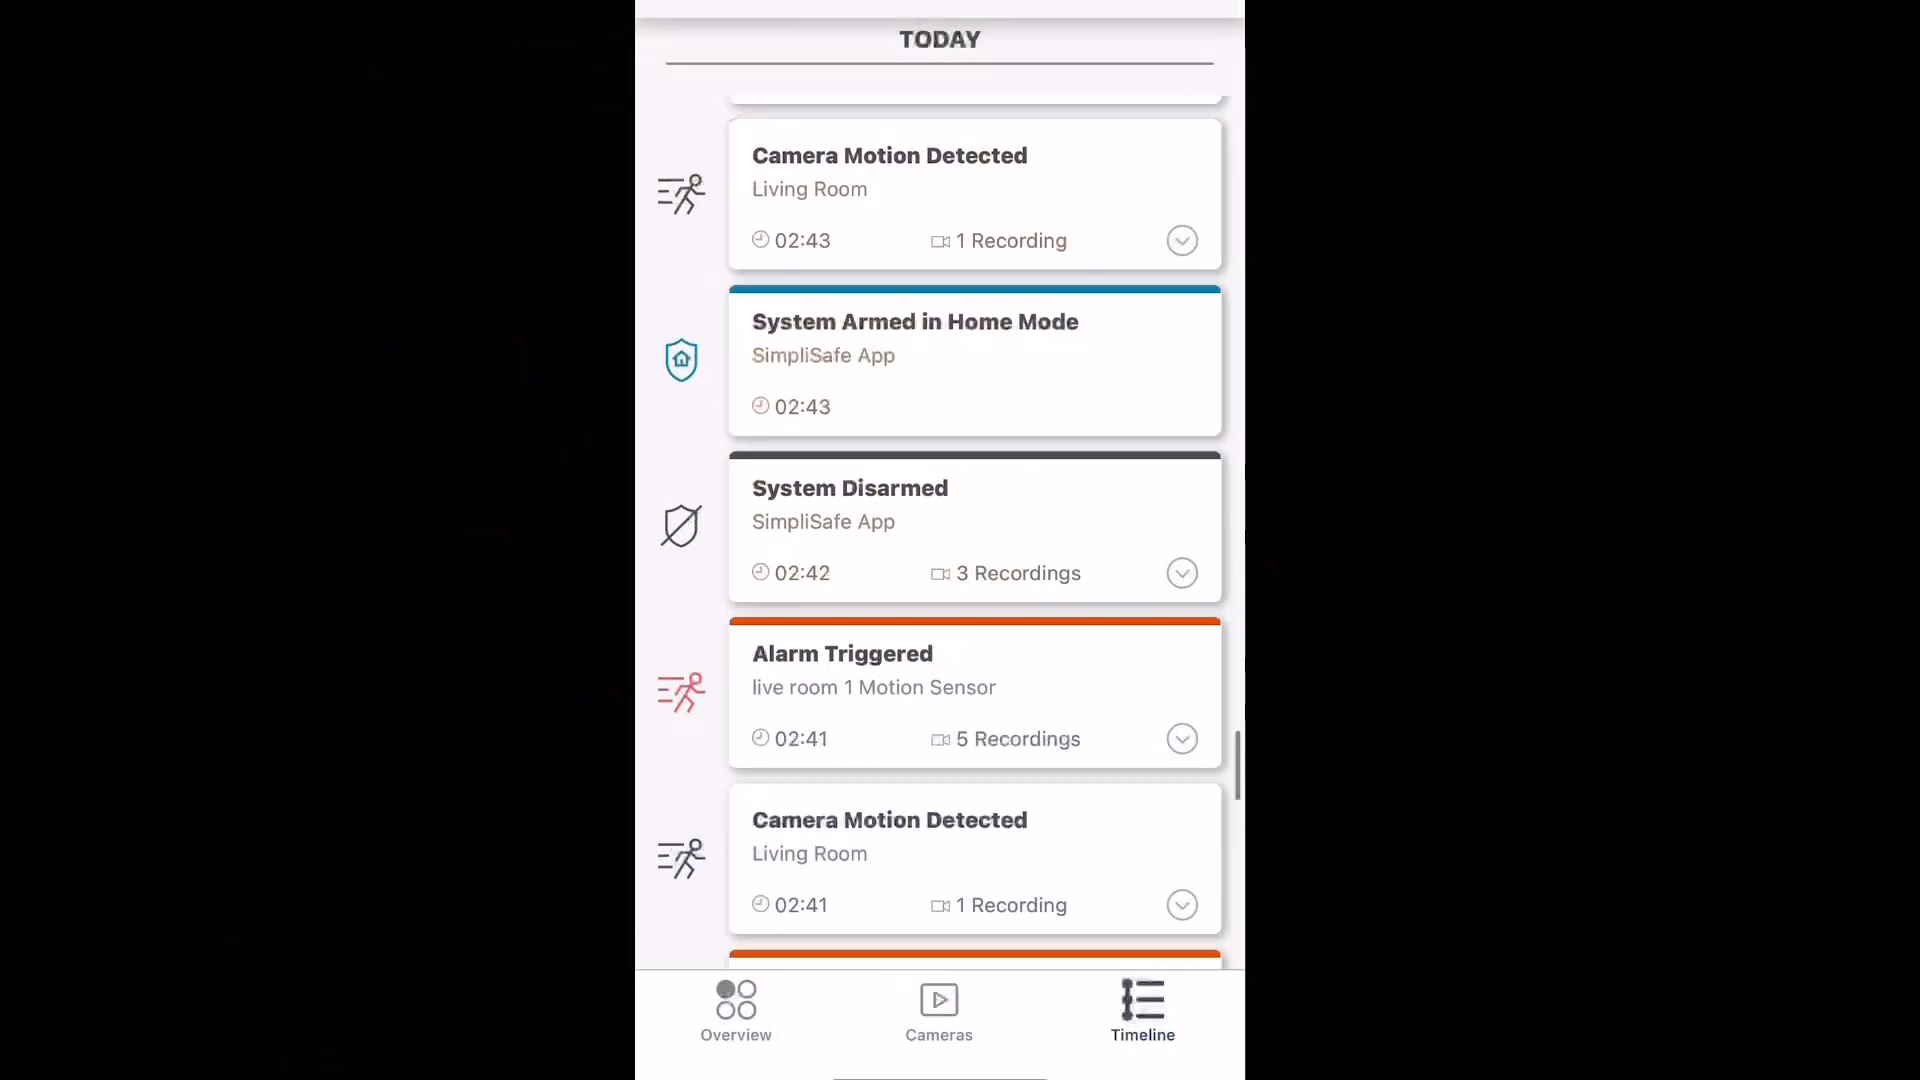 TODAY
Camera Motion Detected
Living Room
02:43 1 Recording
System Armed in Home Mode
SimpliSafe App
02:43
System Disarmed
SimpliSafe App
02:42 3 Recordings
Alarm Triggered
live room 1 Motion Sensor
02:41 5 Recordings
Camera Motion Detected
Living Room
02:41 1 Recording
Overview Cameras Timeline